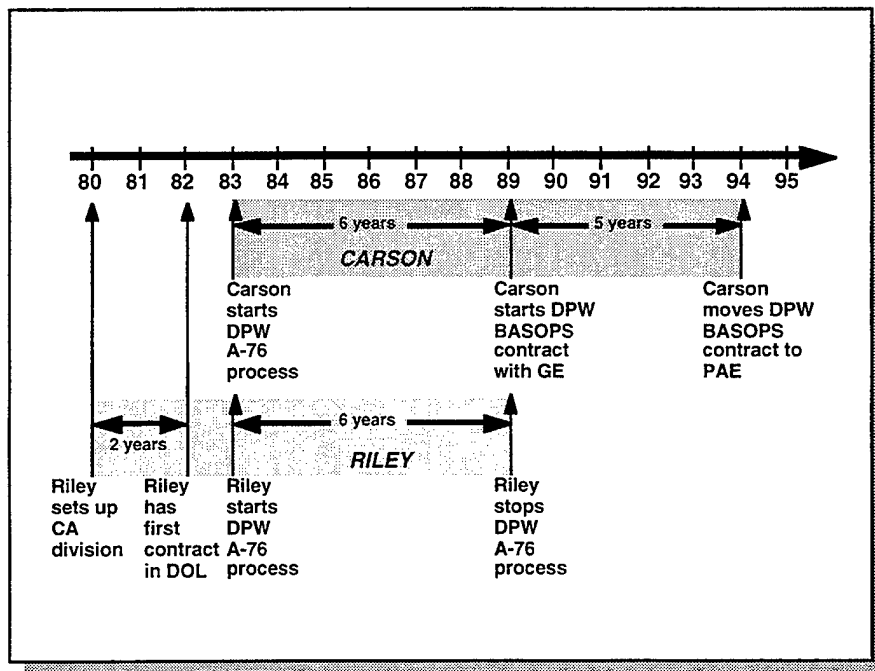 80 81 82 83 84 85 86 87 88 89 90 91 92 93 94 95
6 years
5 years
CARSON
Carson
starts
DPW
A-76
process
Carson
starts DPW
BASOPS
contract
with GE
Carson
moves DPW
BASOPS
contract to
PAE
2 years
6 years
RILEY
Riley
sets up
CA
division
Riley
has
first
contract
in DOL
Riley
starts
DPW
A-76
process
Riley
stops
DPW
A-76
process